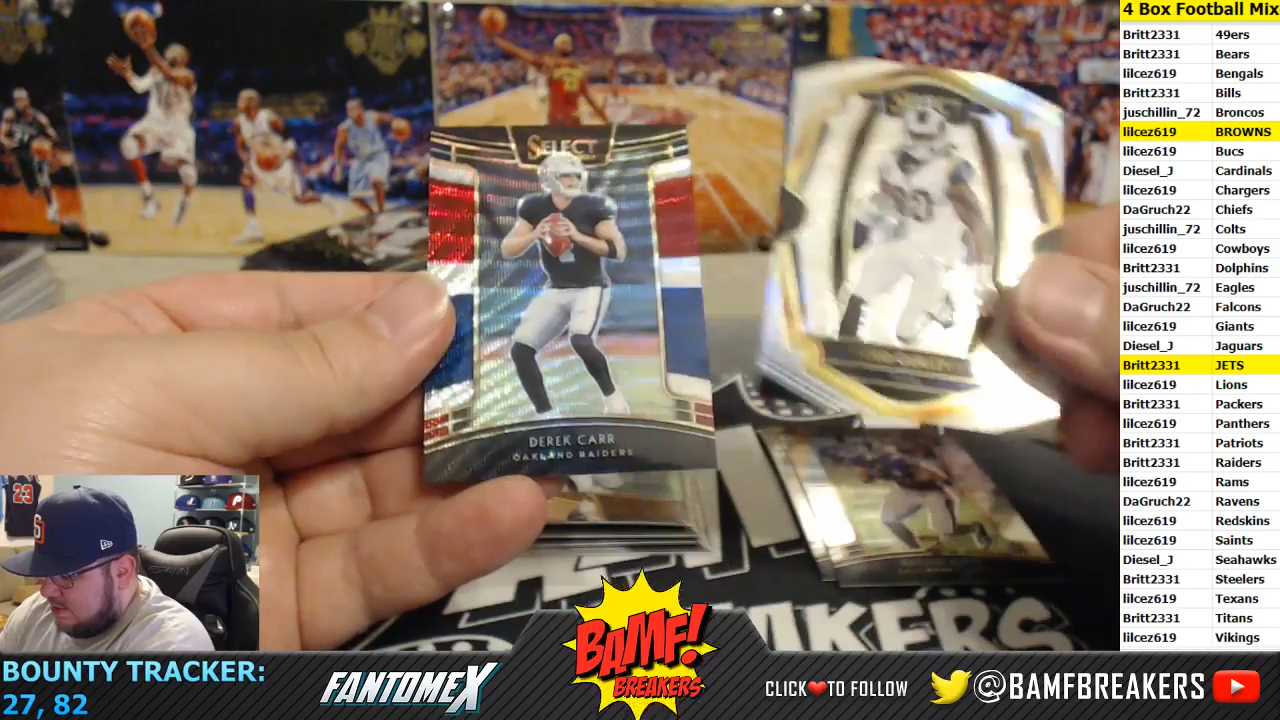 4 Box Football Mix
Britt2331 49ers
Britt2331 Bears
lilcez619 Bengals
Britt2331 Bills
juschillin_72 Broncos
lilcez619 BROWNS
lilcez619 Bucs
Diesel_J Cardinals
lilcez619 Chargers
DaGruch22 Chiefs
juschillin_72 Colts
lilcez619 Cowboys
Britt2331 Dolphins
juschillin_72 Eagles
DaGruch22 Falcons
lilcez619 Giants
Diesel_J Jaguars
Britt2331 JETS
lilcez619 Lions
Britt2331 Packers
lilcez619 Panthers
Britt2331 Patriots
Britt2331 Raiders
lilcez619 Rams
DaGruch22 Ravens
lilcez619 Redskins
lilcez619 Saints
Diesel_J Seahawks
Britt2331 Steelers
lilcez619 Texans
Britt2331 Titans
lilcez619 Vikings
SELECT
DEREK CARR
OAKLAND RAIDERS
23
BOUNTY TRACKER:
27, 82
FANTOMEX
BAMF!
BREAKERS
CLICK TO FOLLOW
@BAMFBREAKERS